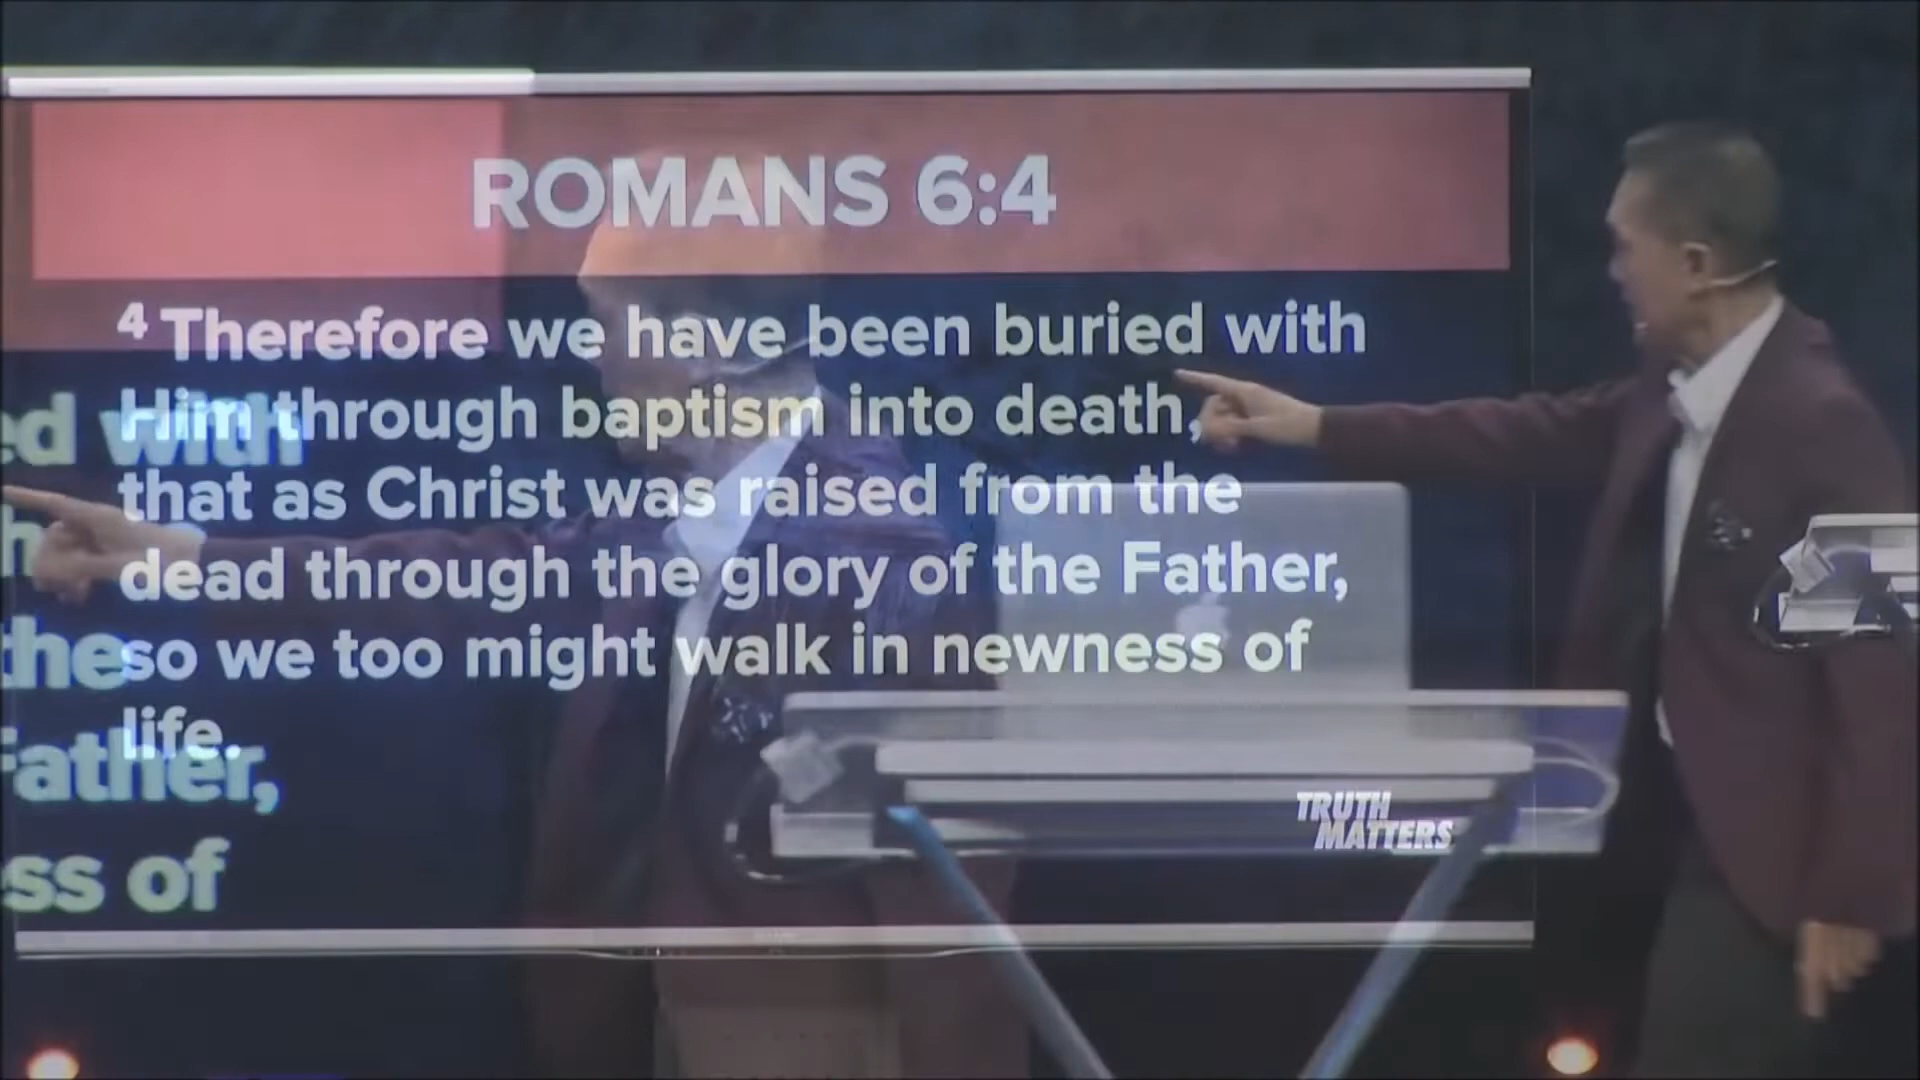 ROMANS 6:4
4 Therefore we have been buried with
Him through baptism into death,
that as Christ was raised from the
dead through the glory of the Father,
so we too might walk in newness of
life.
ed with
h
the
Father,
ss of
TRUTH
MATTERS